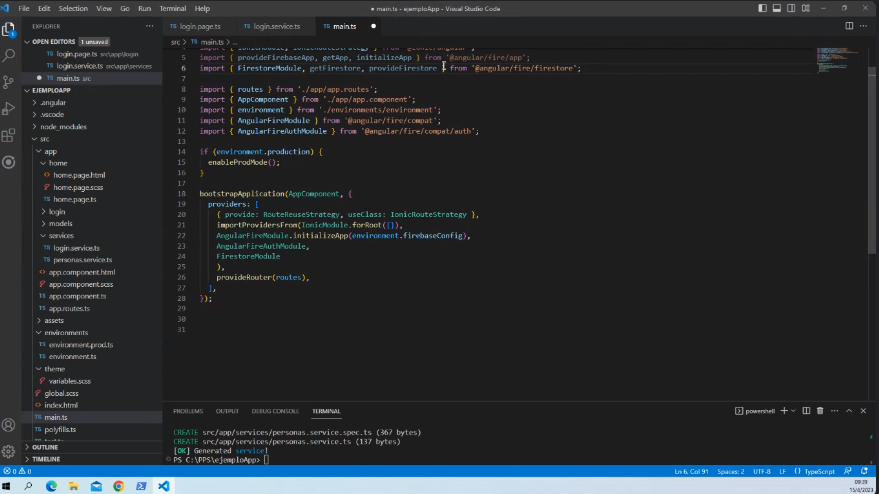 File Edit Selection View Go Run ...
main.ts - ejemploApp - Visual Studio Code
EXPLORER
login.page.ts login.service.ts main.ts
OPEN EDITORS 1 unsaved
login.page.ts src\app\login
login.service.ts src\app\services
main.ts src
.angular
.vscode
node_modules
src
app
home
home.page.html
home.page.scss
home.page.ts
login
models
services
login.service.ts
personas.service.ts
app.component.html
app.component.scss
app.component.ts
app.routes.ts
assets
environments
environment.prod.ts
environment.ts
theme
variables.scss
global.scss
index.html
main.ts
polyfills.ts
OUTLINE
TIMELINE
src > main.ts > ...
5 import { provideFirebaseApp, getApp, initializeApp } from '@angular/fire/app';
6 import { FirestoreModule, getFirestore, provideFirestore } from '@angular/fire/firestore';
7
8 import { routes } from './app/app.routes';
9 import { AppComponent } from './app/app.component';
10 import { environment } from './environments/environment';
11 import { AngularFireModule } from '@angular/fire/compat';
12 import { AngularFireAuthModule } from '@angular/fire/compat/auth';
13
14 if (environment.production) {
15 enableProdMode();
16 }
17
18 bootstrapApplication(AppComponent, {
19 providers: [
20 { provide: RouteReuseStrategy, useClass: IonicRouteStrategy },
21 importProvidersFrom(IonicModule.forRoot({}),
22 AngularFireModule.initializeApp(environment.firebaseConfig),
23 AngularFireAuthModule,
24 FirestoreModule
25 ),
26 provideRouter(routes),
27 ],
28 });
29
30
31
PROBLEMS OUTPUT DEBUG CONSOLE TERMINAL
powershell
CREATE src/app/services/personas.service.spec.ts (367 bytes)
CREATE src/app/services/personas.service.ts (137 bytes)
[OK] Generated service!
PS C:\PPS\ejemploApp>
0 0
Ln 6, Col 91 Spaces: 2 UTF-8 LF TypeScript
09:39
15/4/2023